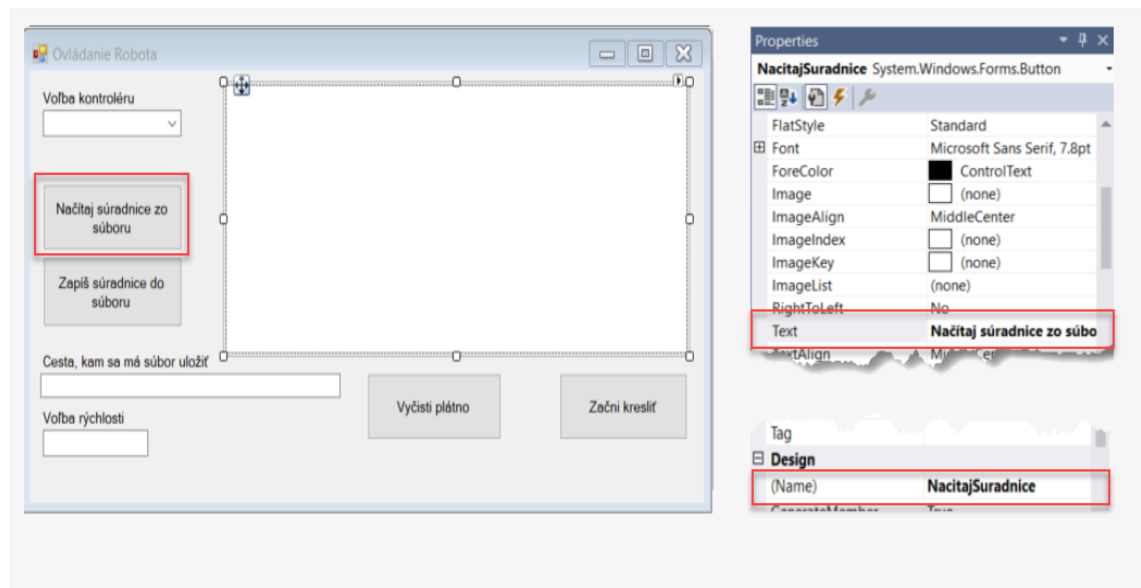 Ovládanie Robota
Voľba kontroléru
Načítaj súradnice zo
súboru
Zapíš súradnice do
súboru
Cesta, kam sa má súbor uložiť
Voľba rýchlosti
Vyčisti plátno
Začni kresliť
Properties
NacitajSuradnice System.Windows.Forms.Button
FlatStyle Standard
Font Microsoft Sans Serif, 7.8pt
ForeColor ControlText
Image (none)
ImageAlign MiddleCenter
ImageIndex (none)
ImageKey (none)
ImageList (none)
RightToLeft No
Text Načítaj súradnice zo súbo
TextAlign
Tag
Design
(Name) NacitajSuradnice
GenerateMember True